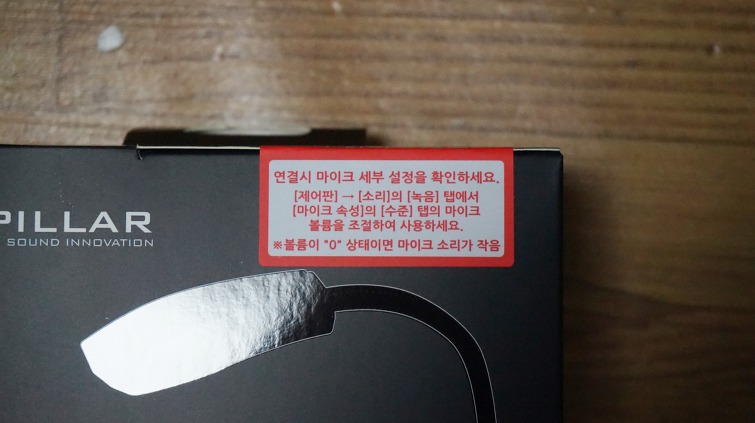 연결시 마이크 세부 설정을 확인하세요.
[제어판] → [소리]의 [녹음] 탭에서
[마이크 속성]의 [수준] 탭의 마이크
볼륨을 조절하여 사용하세요.
※볼륨이 "0" 상태이면 마이크 소리가 작음
PILLAR
SOUND INNOVATION